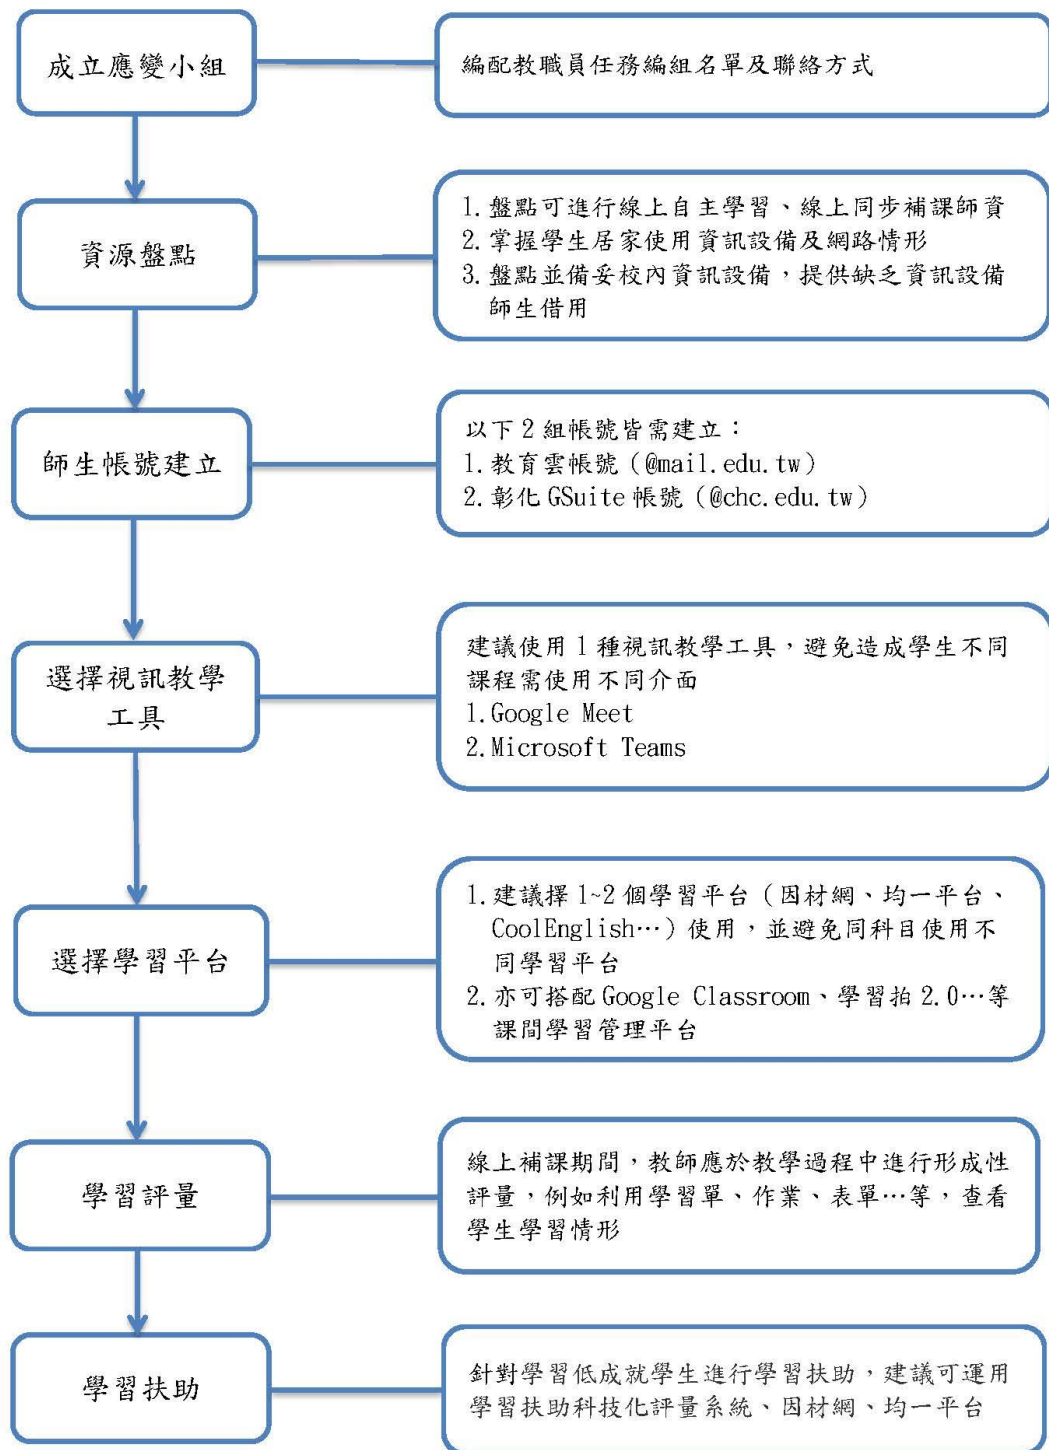 成立應變小組
編配教職員任務編組名單及聯絡方式
資源盤點
1.盤點可進行線上自主學習、線上同步補課師資
2.掌握學生居家使用資訊設備及網路情形
3.盤點並備妥校內資訊設備，提供缺乏資訊設備
師生借用
師生帳號建立
以下 2 組帳號皆需建立：
1.教育雲帳號（@mail.edu.tw）
2.彰化 GSuite 帳號（@chc.edu.tw）
選擇視訊教學
工具
建議使用 1 種視訊教學工具，避免造成學生不同
課程需使用不同介面
1.Google Meet
2.Microsoft Teams
選擇學習平台
1.建議擇 1~2 個學習平台（因材網、均一平台、
CoolEnglish…）使用，並避免同科目使用不
同學習平台
2.亦可搭配 Google Classroom、學習拍 2.0…等
課間學習管理平台
學習評量
線上補課期間，教師應於教學過程中進行形成性
評量，例如利用學習單、作業、表單…等，查看
學生學習情形
學習扶助
針對學習低成就學生進行學習扶助，建議可運用
學習扶助科技化評量系統、因材網、均一平台